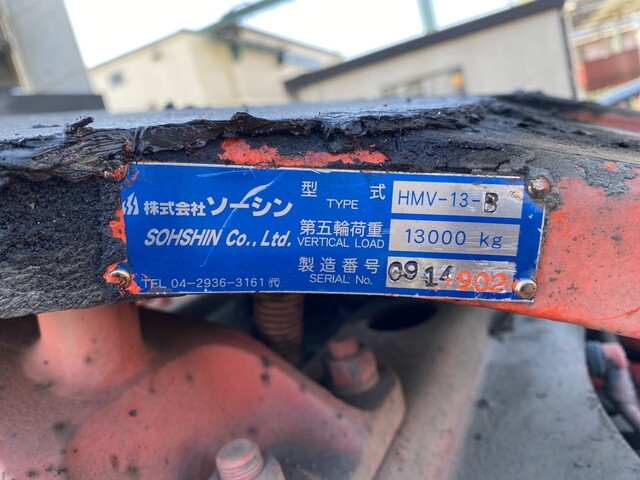 株式会社ソーシン
SOHSHIN Co., Ltd.
TEL 04-2936-3161 ㈹
型式 HMV-13-B
TYPE
第五輪荷重 13000 kg
VERTICAL LOAD
製造番号 0914902
SERIAL No.